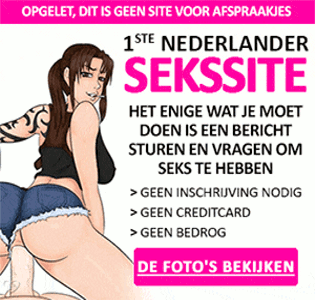 OPGELET, DIT IS GEEN SITE VOOR AFSPRAAKJES
1STE NEDERLANDER
SEKSSITE
HET ENIGE WAT JE MOET
DOEN IS EEN BERICHT
STUREN EN VRAGEN OM
SEKS TE HEBBEN
> GEEN INSCHRIJVING NODIG
> GEEN CREDITCARD
> GEEN BEDROG
DE FOTO'S BEKIJKEN